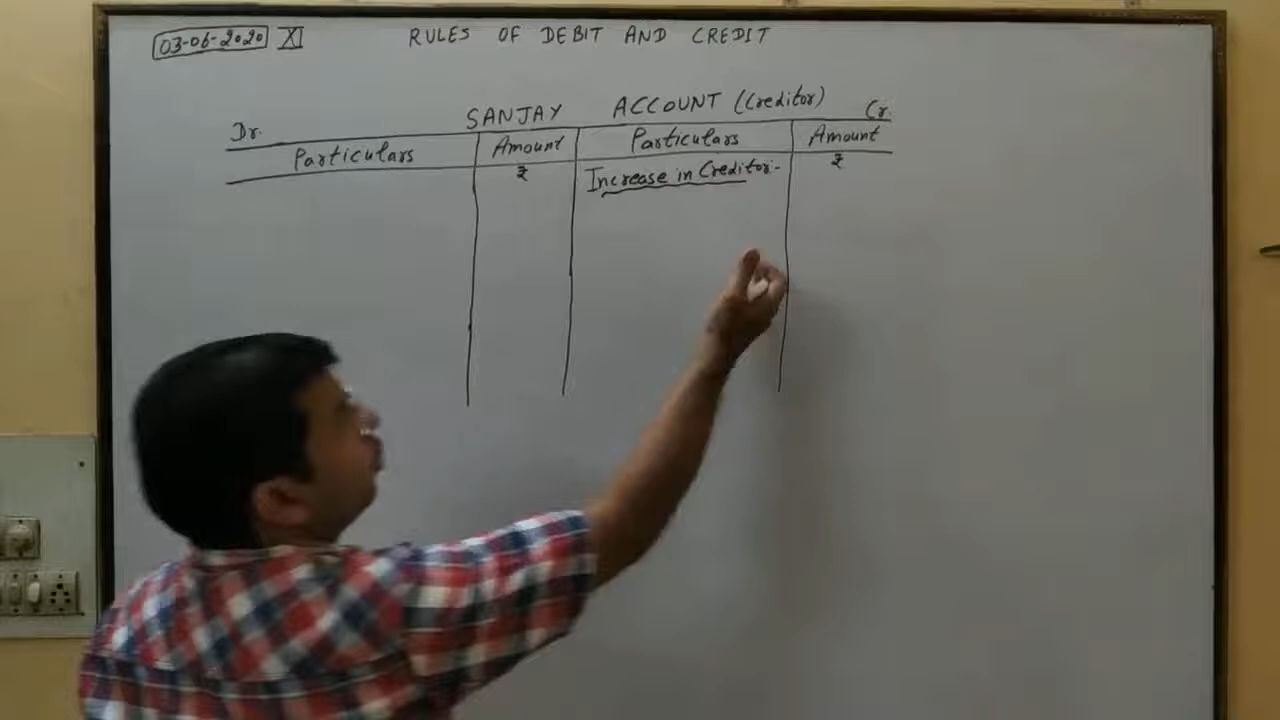 03-06-2020 XI RULES OF DEBIT AND CREDIT
SANJAY ACCOUNT (Creditor)
Dr. Cr.
Particulars Amount Particulars Amount
₹ Increase in Creditor:- ₹